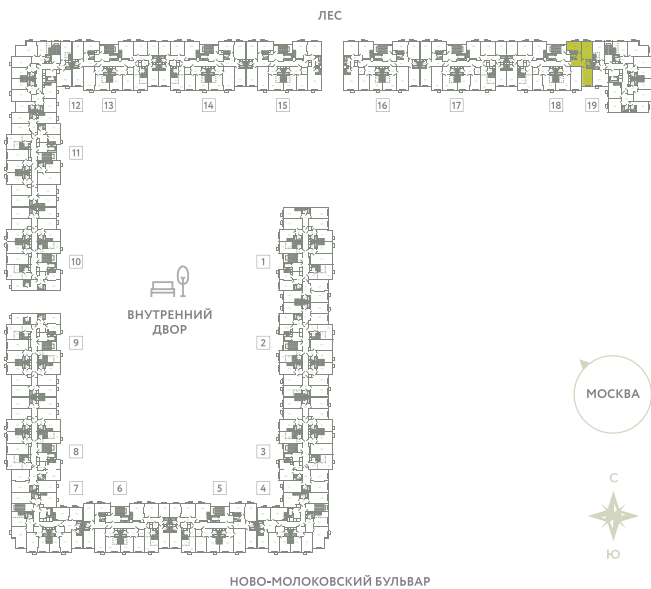 ЛЕС
12 13 14 15 16 17 18 19
11
10 1
ВНУТРЕННИЙ
ДВОР
9 2
МОСКВА
8 3
7 6 5 4
С
Ю
НОВО-МОЛОКОВСКИЙ БУЛЬВАР